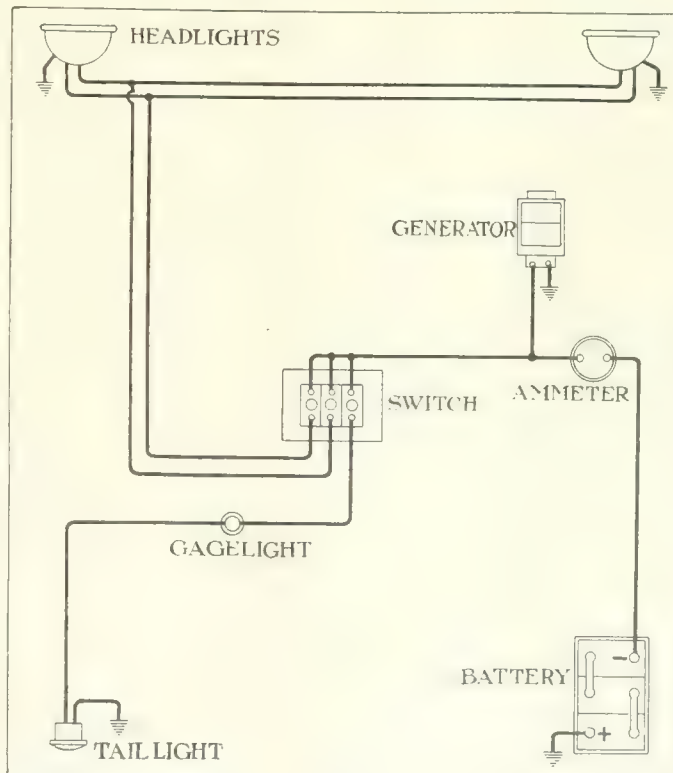 HEADLIGHTS
GENERATOR
SWITCH
AMMETER
GAGELIGHT
BATTERY
−
+
TAIL LIGHT